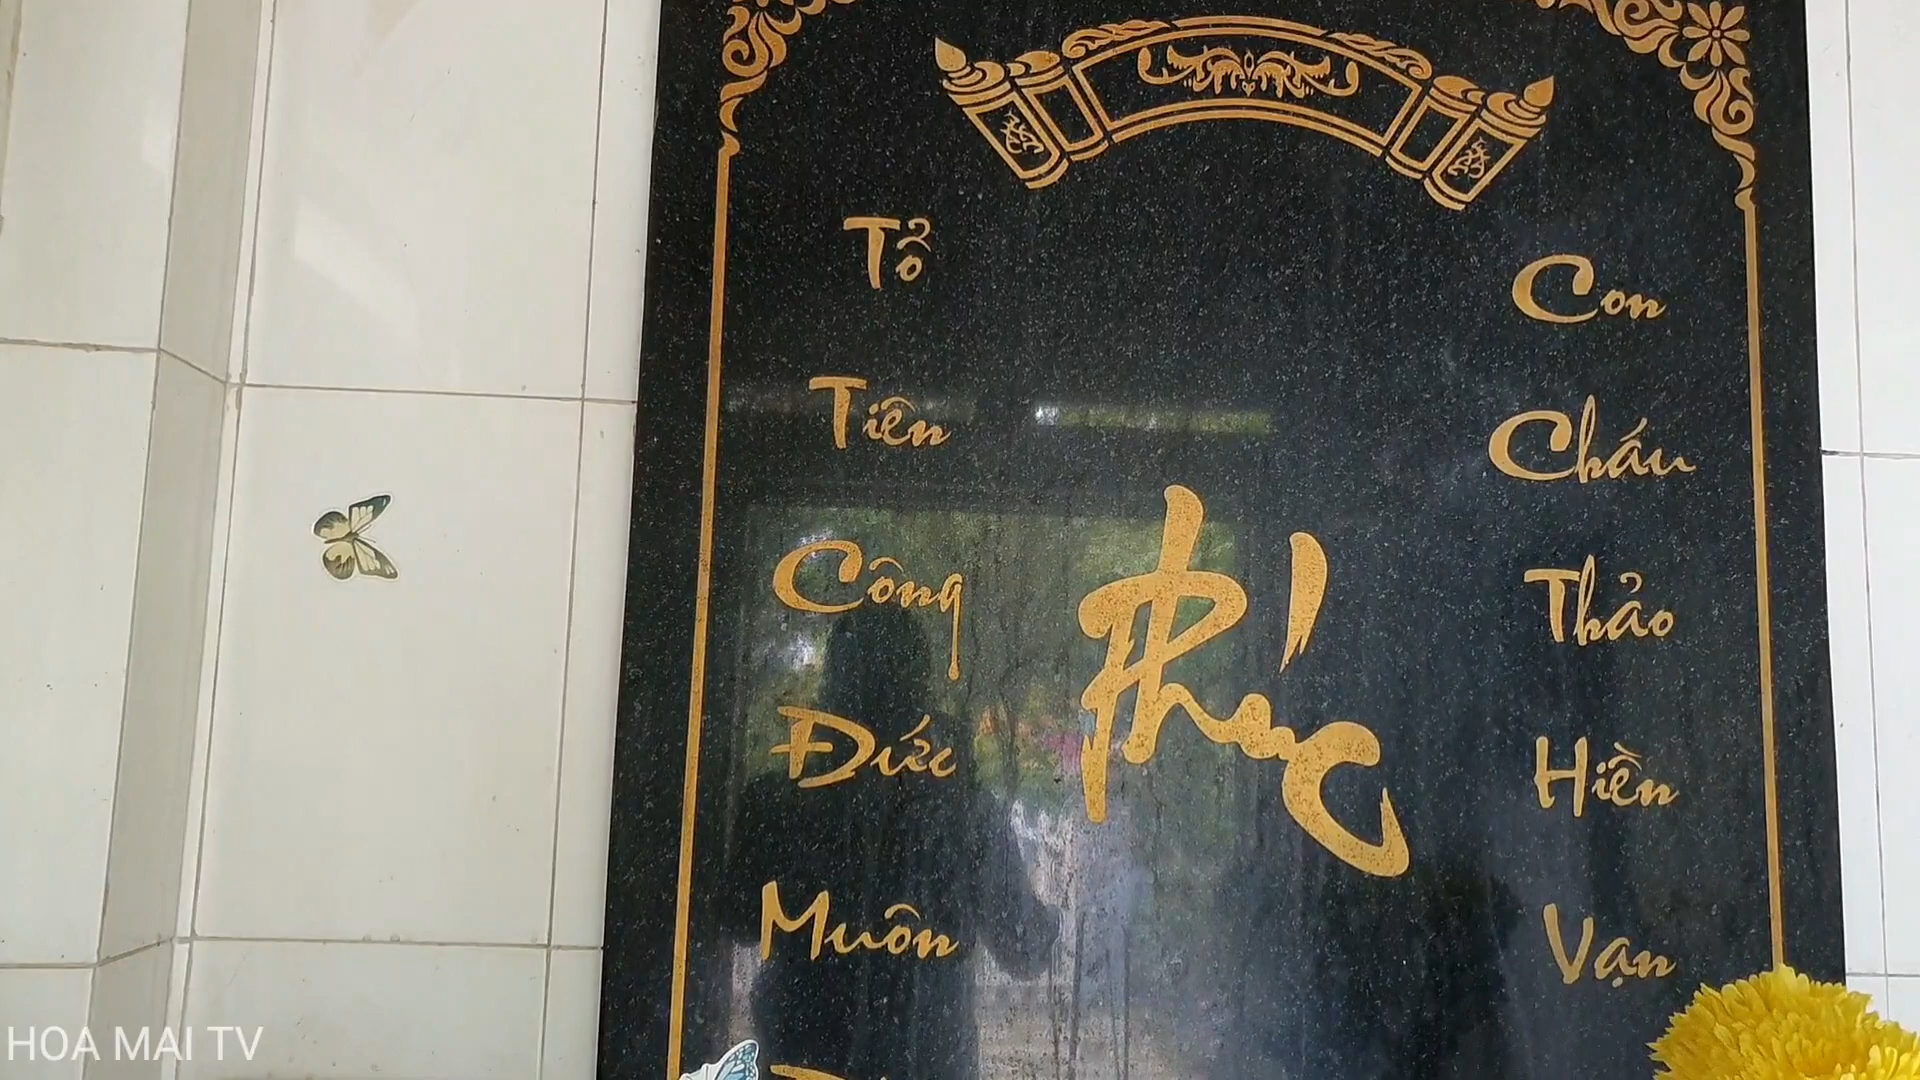 Tổ
Tiên
Công
Đức
Muôn
Phúc
Con
Cháu
Thảo
Hiền
Vạn
HOA MAI TV